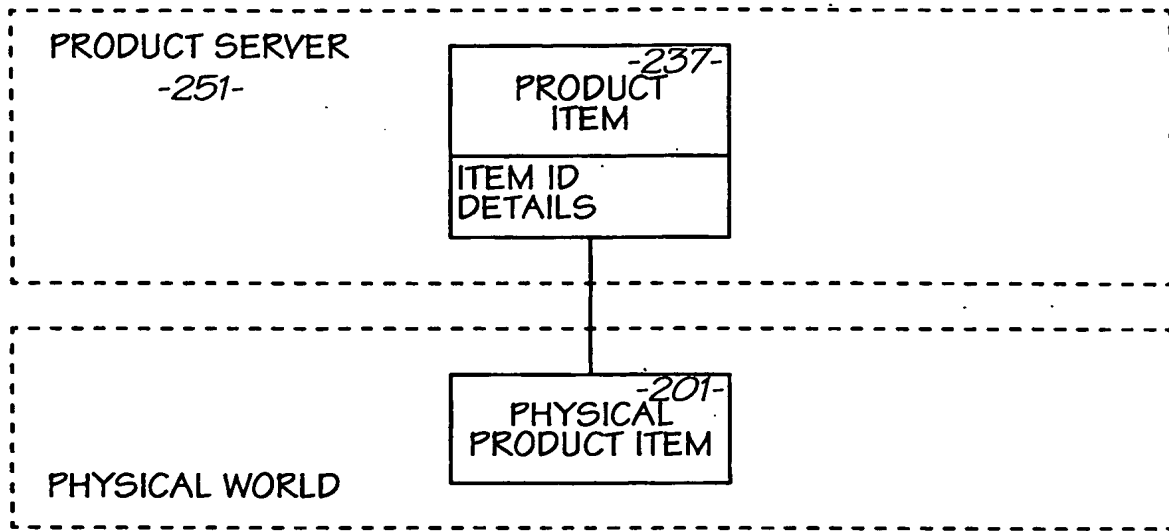 PRODUCT SERVER
-251-
-237-
PRODUCT
ITEM
ITEM ID
DETAILS
-201-
PHYSICAL
PRODUCT ITEM
PHYSICAL WORLD